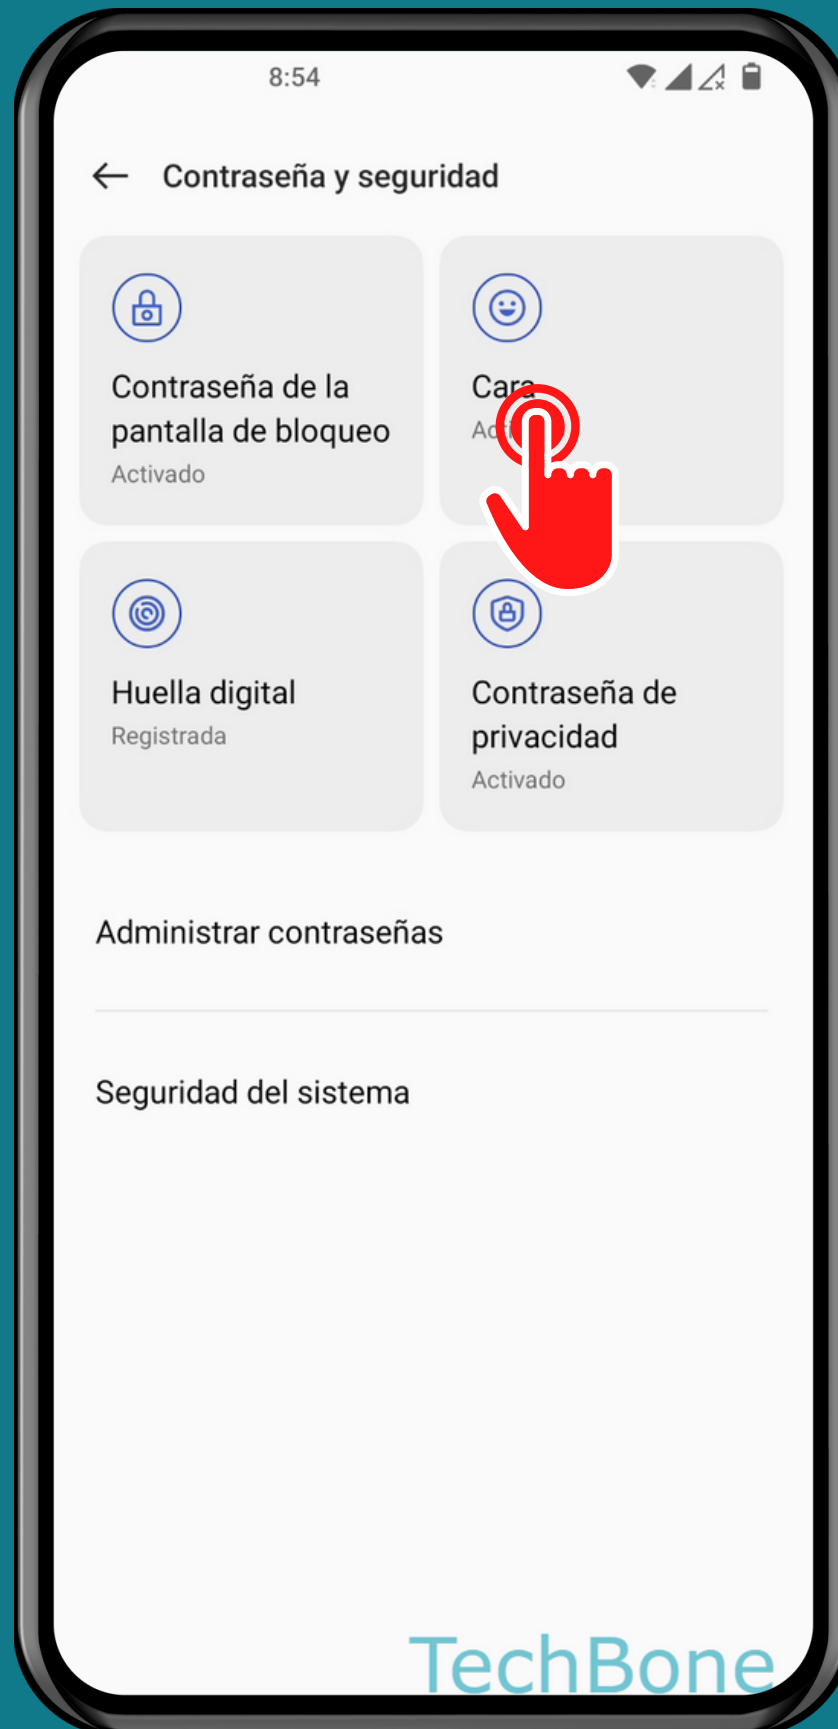 8:54
Contraseña y seguridad
Contraseña de la
pantalla de bloqueo
Activado
Cara
Huella digital
Registrada
Contraseña de
privacidad
Activado
Administrar contraseñas
Seguridad del sistema
TechBone